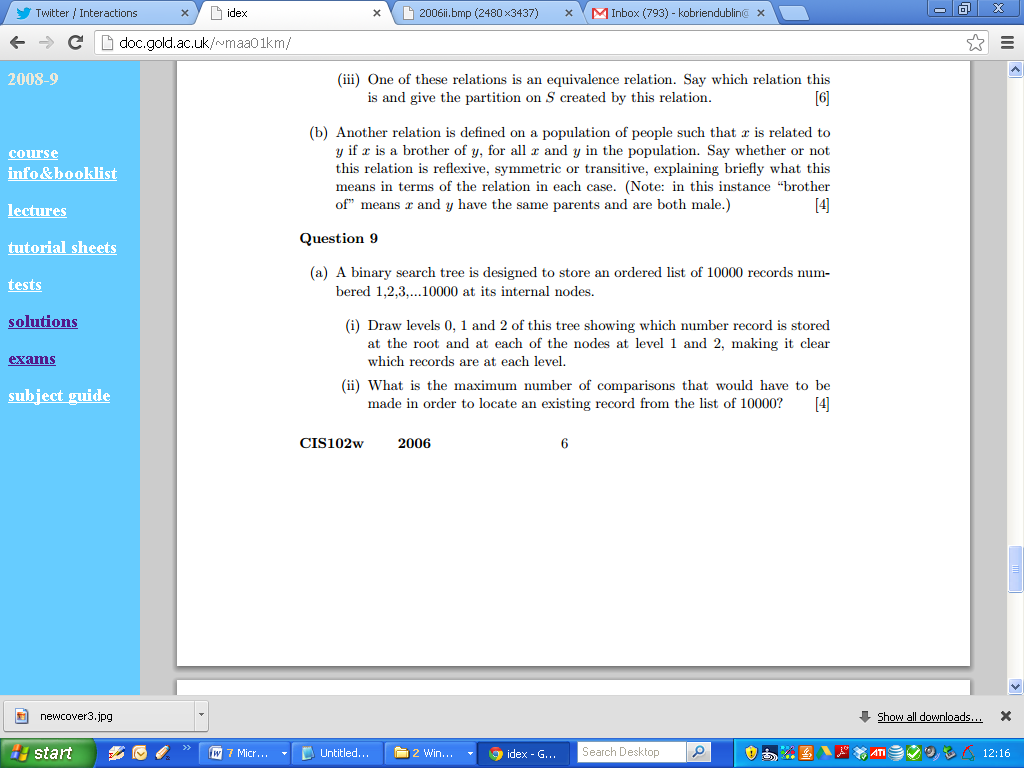 Twitter / Interactions
idex
2006ii.bmp (2480×3437)
Inbox (793) - kobriendublin@
doc.gold.ac.uk/~maa01km/
2008-9
course
info&booklist
lectures
tutorial sheets
tests
solutions
exams
subject guide
(iii) One of these relations is an equivalence relation. Say which relation this
is and give the partition on S created by this relation. [6]
(b) Another relation is defined on a population of people such that x is related to
y if x is a brother of y, for all x and y in the population. Say whether or not
this relation is reflexive, symmetric or transitive, explaining briefly what this
means in terms of the relation in each case. (Note: in this instance “brother
of” means x and y have the same parents and are both male.) [4]
Question 9
(a) A binary search tree is designed to store an ordered list of 10000 records num-
bered 1,2,3,...10000 at its internal nodes.
(i) Draw levels 0, 1 and 2 of this tree showing which number record is stored
at the root and at each of the nodes at level 1 and 2, making it clear
which records are at each level.
(ii) What is the maximum number of comparisons that would have to be
made in order to locate an existing record from the list of 10000? [4]
CIS102w 2006 6
newcover3.jpg
Show all downloads...
start
7 Micr...
Untitled...
2 Win...
idex - G...
Search Desktop
ATI
12:16